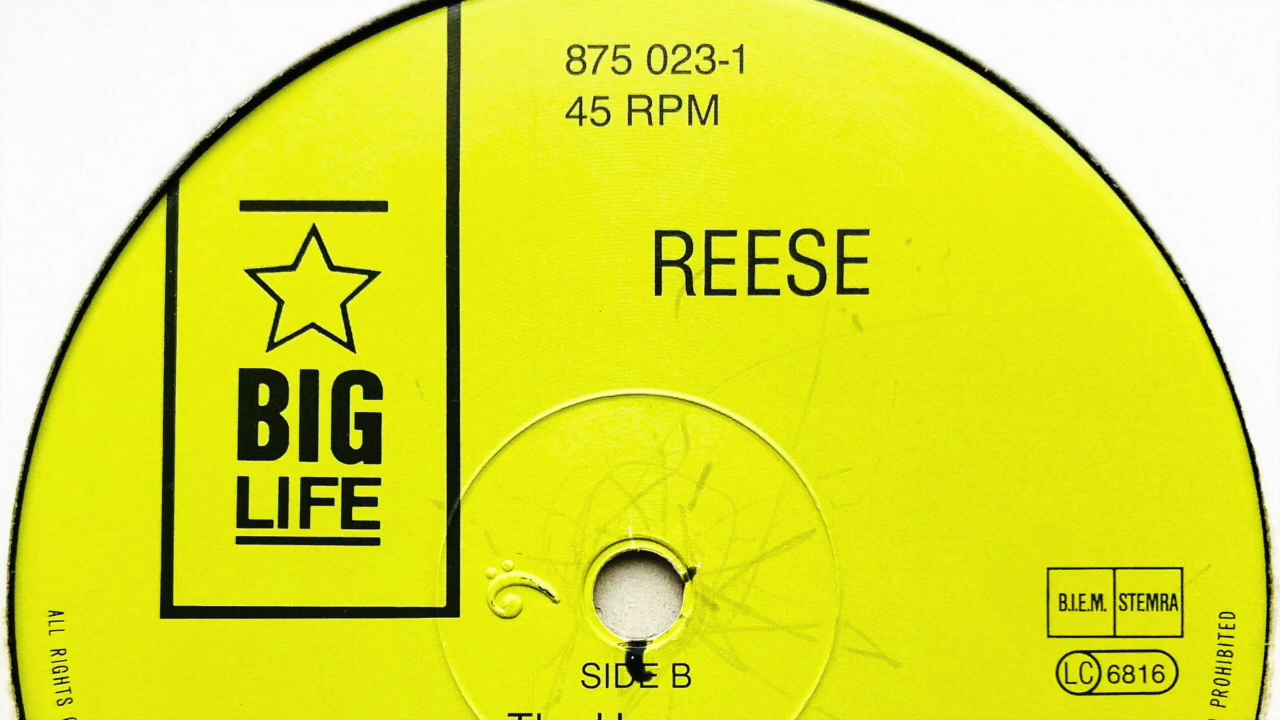 875 023-1
45 RPM
REESE
BIG
LIFE
B.I.E.M. STEMRA
LC 6816
SIDE B
ALL RIGHTS
PROHIBITED